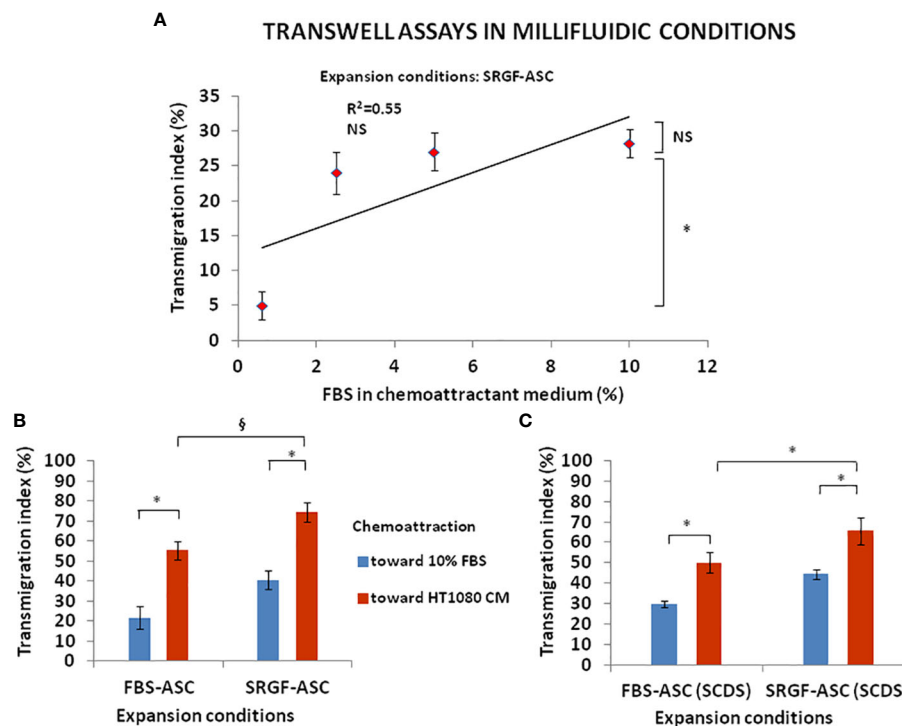 A
TRANSWELL ASSAYS IN MILLIFLUIDIC CONDITIONS
Expansion conditions: SRGF-ASC
R²=0.55
NS
Transmigration index (%)
35
30
25
20
15
10
5
0
NS
*
0 2 4 6 8 10 12
FBS in chemoattractant medium (%)
B
Transmigration index (%)
100
90
80
70
60
50
40
30
20
10
0
§
*
*
FBS-ASC SRGF-ASC
Expansion conditions
Chemoattraction
toward 10% FBS
toward HT1080 CM
C
Transmigration index (%)
100
90
80
70
60
50
40
30
20
10
0
*
*
*
FBS-ASC (SCDS) SRGF-ASC (SCDS
Expansion conditions